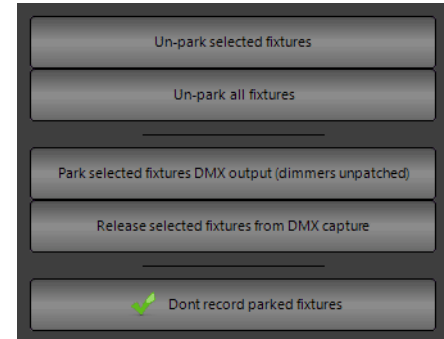 Un-park selected fixtures
Un-park all fixtures
Park selected fixtures DMX output (dimmers unpatched)
Release selected fixtures from DMX capture
Dont record parked fixtures